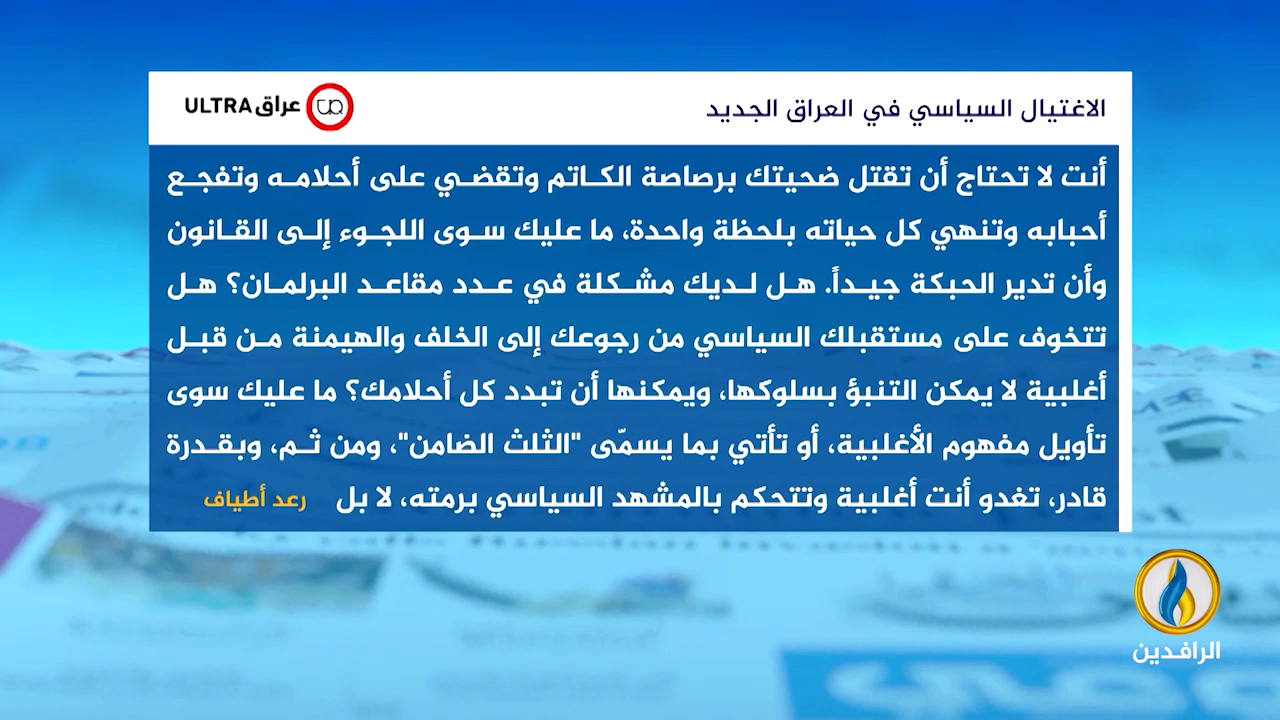 الاغتيال السياسي في العراق الجديد
ULTRA عراق
أنت لا تحتاج أن تقتل ضحيتك برصاصة الكاتم وتقضي على أحلامه وتفجع
أحبابه وتنهي كل حياته بلحظة واحدة، ما عليك سوى اللجوء إلى القانون
وأن تدير الحبكة جيداً. هل لديك مشكلة في عدد مقاعد البرلمان؟ هل
تتخوف على مستقبلك السياسي من رجوعك إلى الخلف والهيمنة من قبل
أغلبية لا يمكن التنبؤ بسلوكها، ويمكنها أن تبدد كل أحلامك؟ ما عليك سوى
تأويل مفهوم الأغلبية، أو تأتي بما يسمّى "الثلث الضامن"، ومن ثم، وبقدرة
قادر، تغدو أنت أغلبية وتتحكم بالمشهد السياسي برمته، لا بل
رعد أطياف
الرافدين